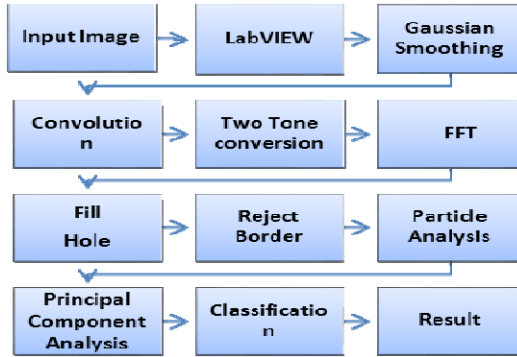 Input Image
LabVIEW
Gaussian
Smoothing
Convolutio
n
Two Tone
conversion
FFT
Fill
Hole
Reject
Border
Particle
Analysis
Principal
Component
Analysis
Classificatio
n
Result